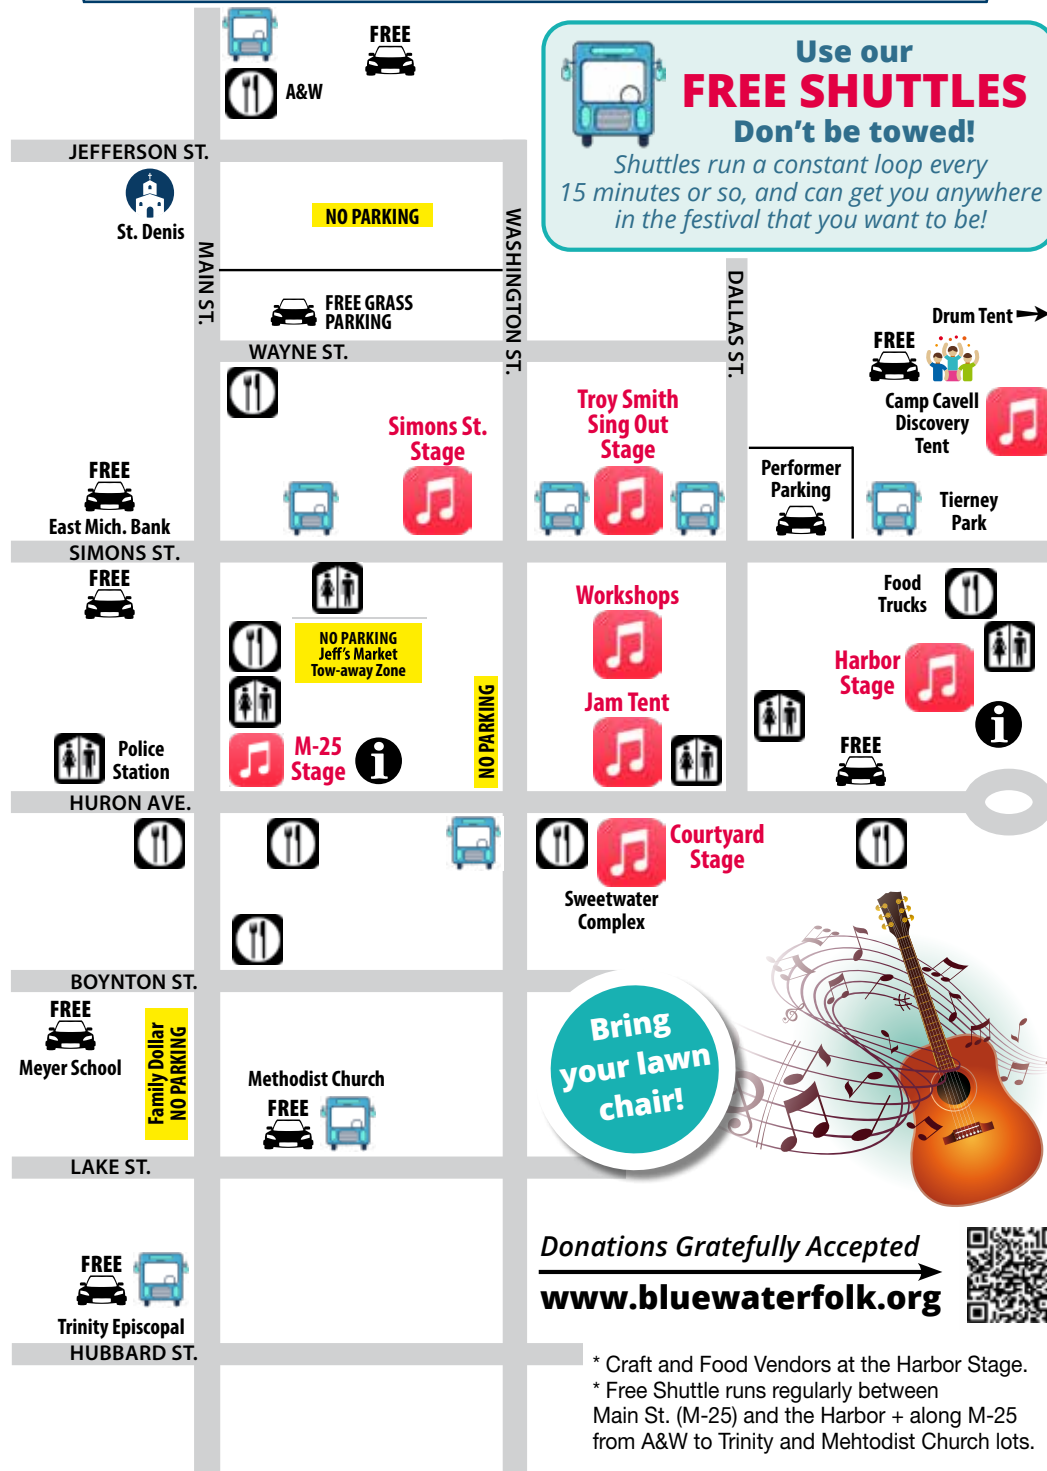 FREE
A&W
Use our
FREE SHUTTLES
Don't be towed!
Shuttles run a constant loop every
15 minutes or so, and can get you anywhere
in the festival that you want to be!
JEFFERSON ST.
St. Denis
NO PARKING
MAIN ST.
WASHINGTON ST.
DALLAS ST.
FREE GRASS
PARKING
WAYNE ST.
Drum Tent
FREE
Camp Cavell
Discovery
Tent
Simons St.
Stage
Troy Smith
Sing Out
Stage
Performer
Parking
Tierney
Park
FREE
East Mich. Bank
SIMONS ST.
FREE
NO PARKING
Jeff's Market
Tow-away Zone
Workshops
Food
Trucks
Harbor
Stage
NO PARKING
Jam Tent
Police
Station
M-25
Stage
i
i
FREE
HURON AVE.
Courtyard
Stage
Sweetwater
Complex
BOYNTON ST.
FREE
Meyer School
Family Dollar
NO PARKING
Methodist Church
FREE
Bring
your lawn
chair!
LAKE ST.
FREE
Trinity Episcopal
Donations Gratefully Accepted
www.bluewaterfolk.org
HUBBARD ST.
* Craft and Food Vendors at the Harbor Stage.
* Free Shuttle runs regularly between
Main St. (M-25) and the Harbor + along M-25
from A&W to Trinity and Mehtodist Church lots.